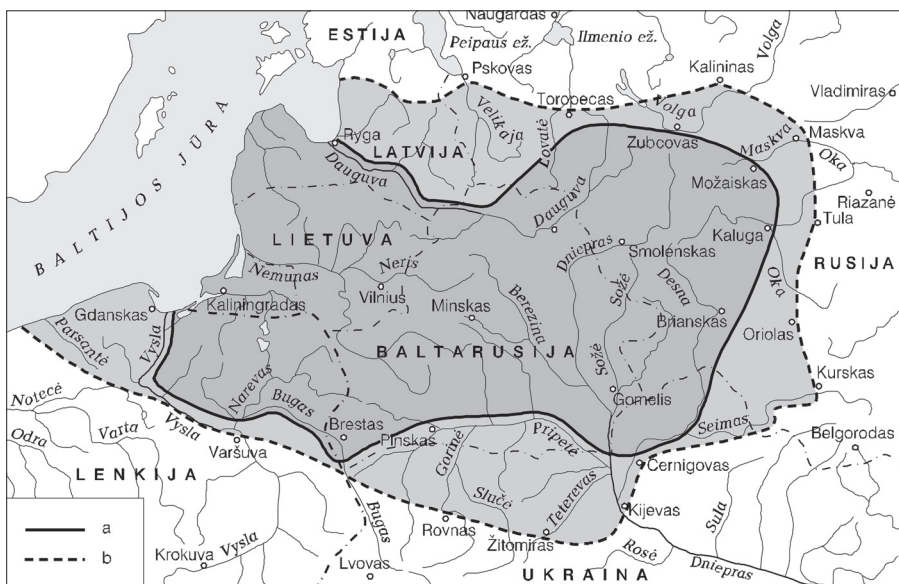 Naugardas
ESTIJA
Peipaus ež.
Ilmenio ež.
Volga
Pskovas
Kalininas
Vladimiras
Toropecas
Volga
Velikaja
Ryga
Lovatė
Zubcovas
Maskva
Maskva
Oka
LATVIJA
Dauguva
Možaiskas
BALTIJOS JŪRA
Riazanė
Dauguva
Tula
Kaluga
LIETUVA
Smolenskas
Dniepras
Neris
RUSIJA
Nemunas
Sožė
Desna
Oka
Kaliningradas
Vilnius
Berezina
Gdanskas
Minskas
Brianskas
Oriolas
Parsantė
Vysla
BALTARUSIJA
Sožė
Kurskas
Narevas
Gomelis
Notecė
Bugas
Seimas
Vysla
Brestas
Pinskas
Pripetė
Belgorodas
Odra
Varta
Varšuva
Gorinė
Černigovas
LENKIJA
Slučė
Teterevas
Sula
a
Bugas
Rovnas
Kijevas
b
Krokuva
Vysla
Žitomiras
Rosė
Lvovas
UKRAINA
Dniepras